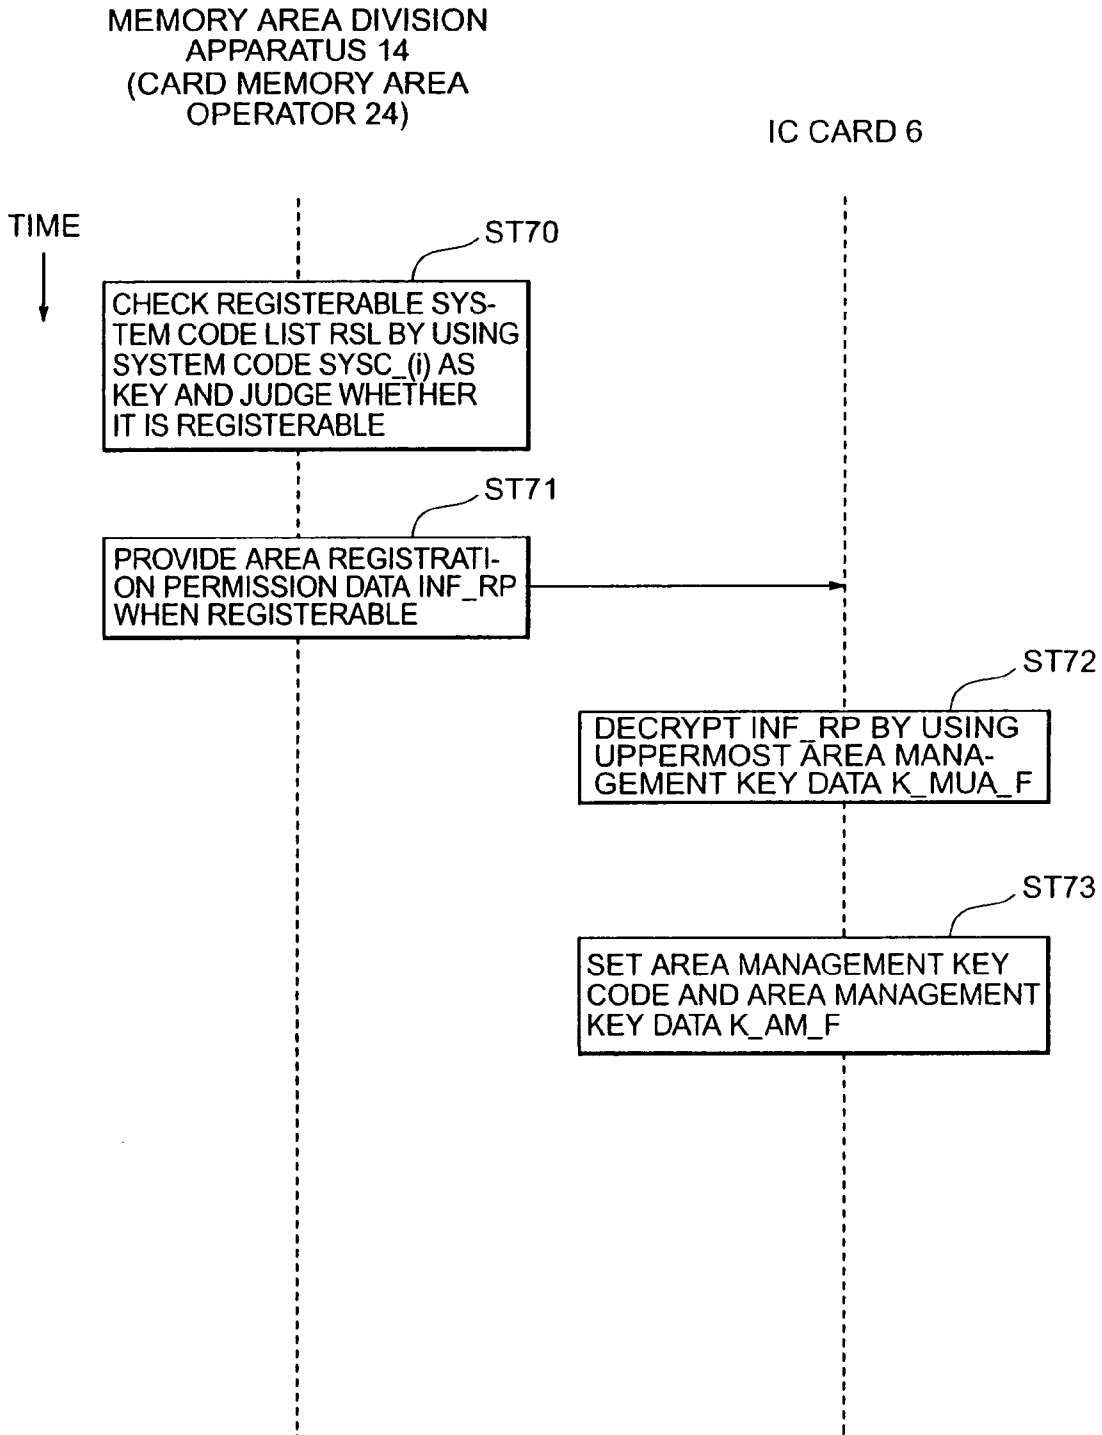 MEMORY AREA DIVISION
APPARATUS 14
(CARD MEMORY AREA
OPERATOR 24)
IC CARD 6
TIME
ST70
CHECK REGISTERABLE SYS-
TEM CODE LIST RSL BY USING
SYSTEM CODE SYSC_(i) AS
KEY AND JUDGE WHETHER
IT IS REGISTERABLE
ST71
PROVIDE AREA REGISTRATI-
ON PERMISSION DATA INF_RP
WHEN REGISTERABLE
ST72
DECRYPT INF_RP BY USING
UPPERMOST AREA MANA-
GEMENT KEY DATA K_MUA_F
ST73
SET AREA MANAGEMENT KEY
CODE AND AREA MANAGEMENT
KEY DATA K_AM_F